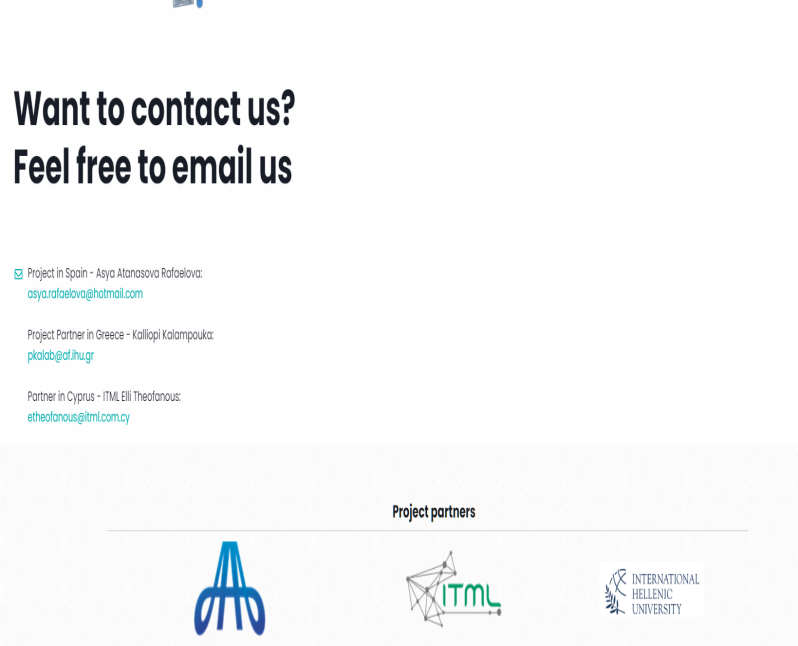 Want to contact us?
Feel free to email us
Project in Spain - Asya Atanasova Rafaelova:
asya.rafaelova@hotmail.com
Project Partner in Greece - Kalliopi Kalampouka:
pkalab@af.ihu.gr
Partner in Cyprus - ITML Elli Theofanous:
etheofanous@itml.com.cy
Project partners
ITML
INTERNATIONAL
HELLENIC
UNIVERSITY